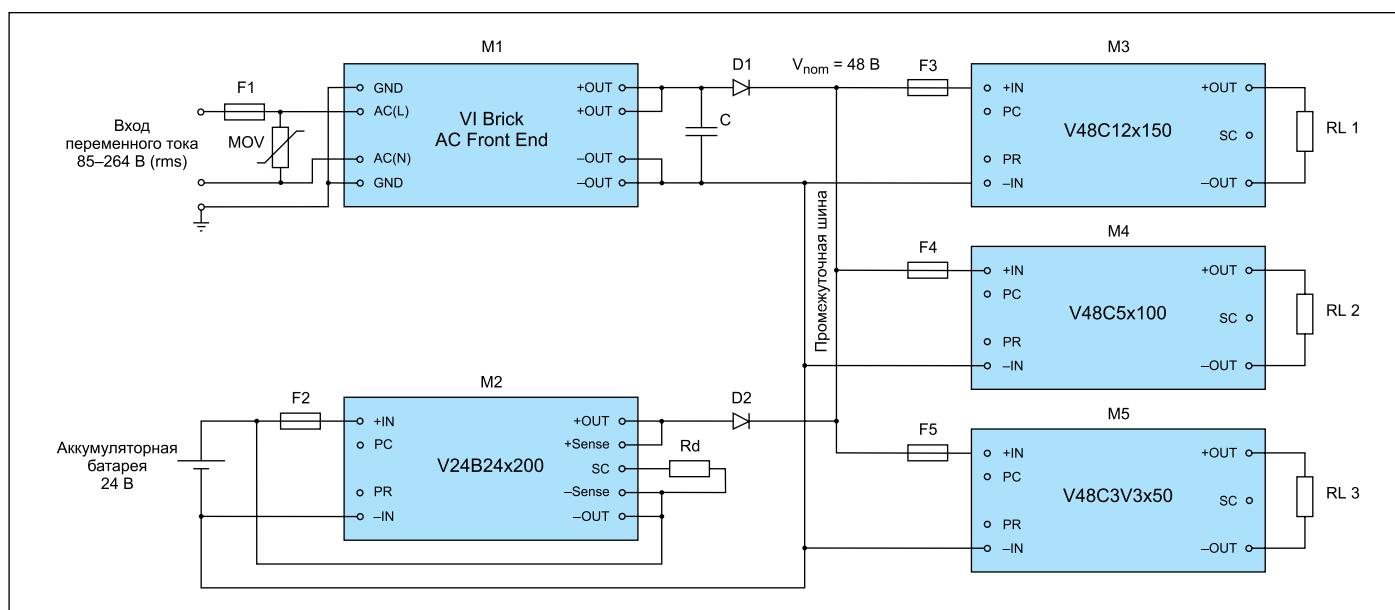 M1
D1
V nom = 48 В
F3
M3
F1
MOV
Вход
переменного тока
85–264 В (rms)
GND
AC(L)
AC(N)
GND
VI Brick
AC Front End
+OUT
+OUT
–OUT
–OUT
C
+IN
PC
PR
–IN
V48C12x150
+OUT
SC
–OUT
RL 1
Промежуточная шина
F4
M4
+IN
PC
PR
–IN
V48C5x100
+OUT
SC
–OUT
RL 2
M2
F2
Аккумуляторная
батарея
24 В
+IN
PC
PR
–IN
V24B24x200
+OUT
+Sense
SC
–Sense
–OUT
Rd
D2
F5
M5
+IN
PC
PR
–IN
V48C3V3x50
+OUT
SC
–OUT
RL 3